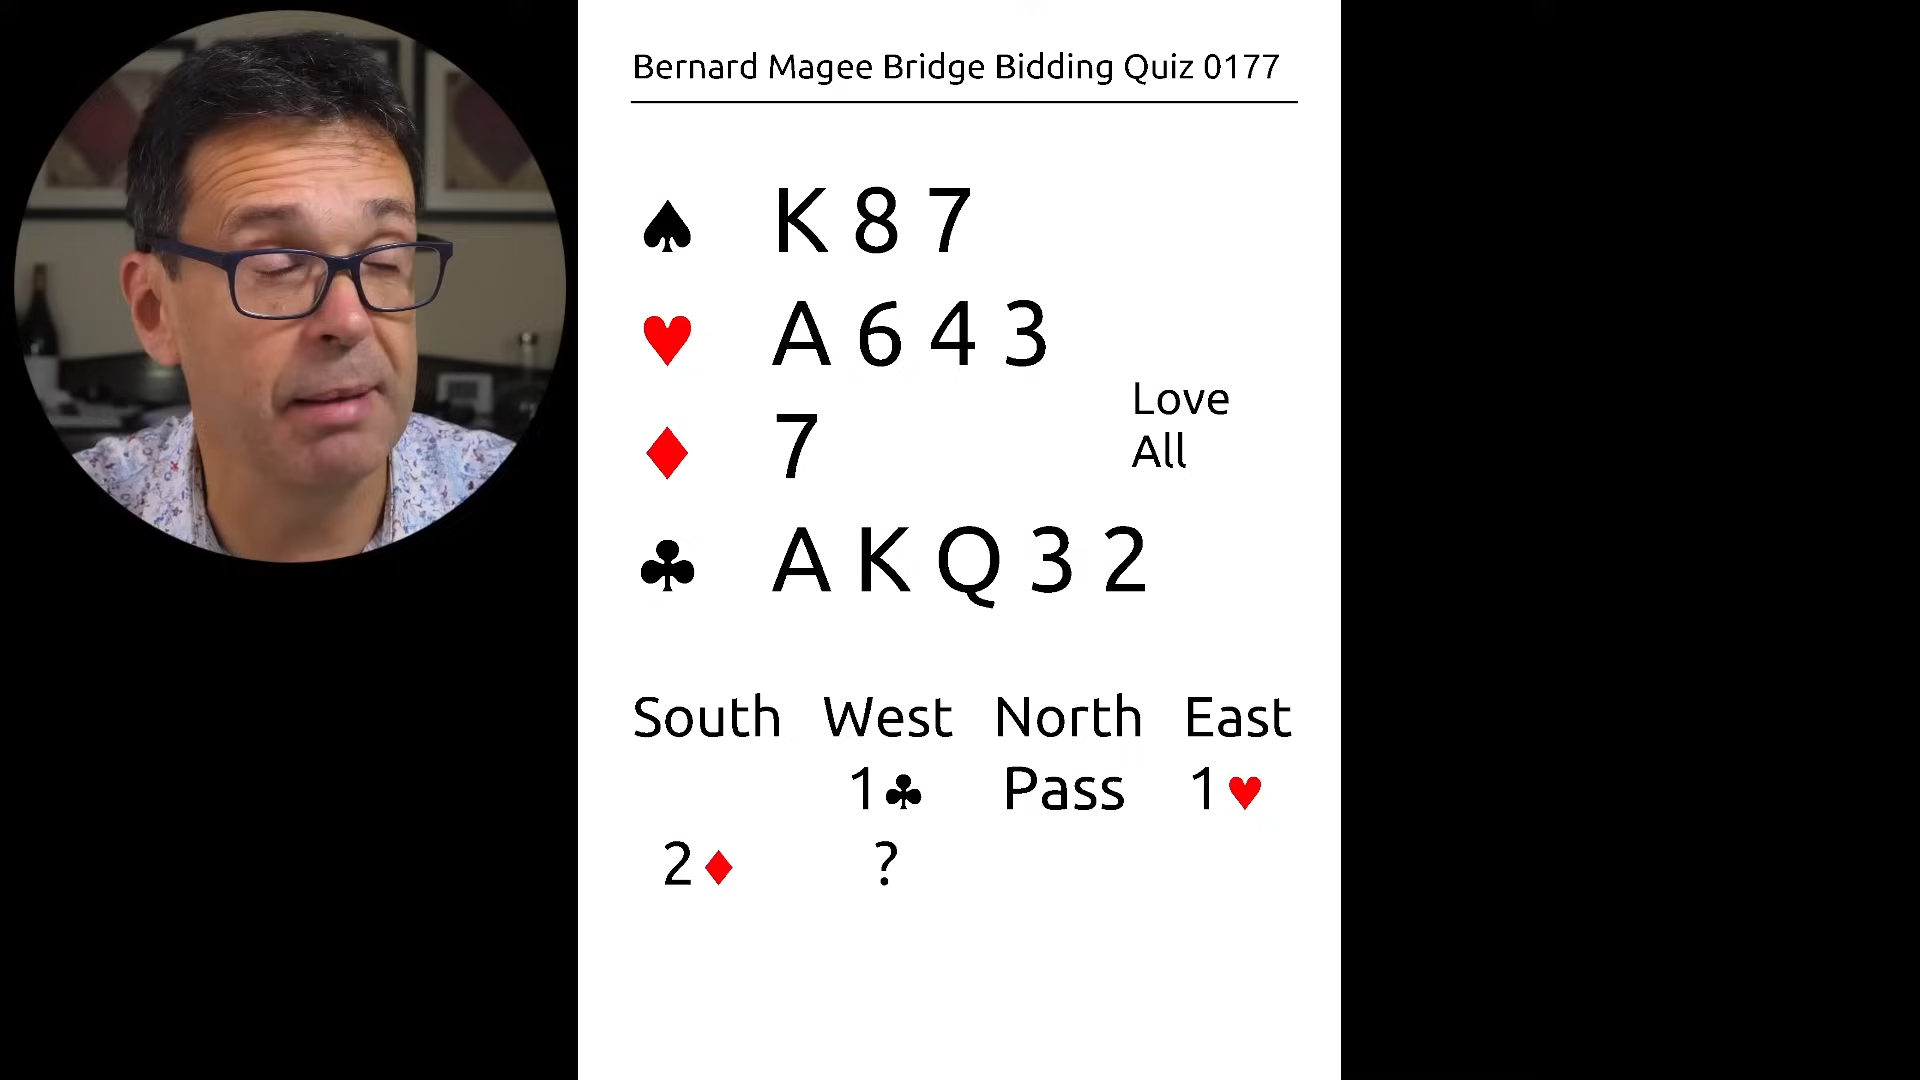 Bernard Magee Bridge Bidding Quiz 0177
♠ K 8 7
♥ A 6 4 3
Love
All
♦ 7
♣ A K Q 3 2
South West North East
1♣ Pass 1♥
2♦ ?